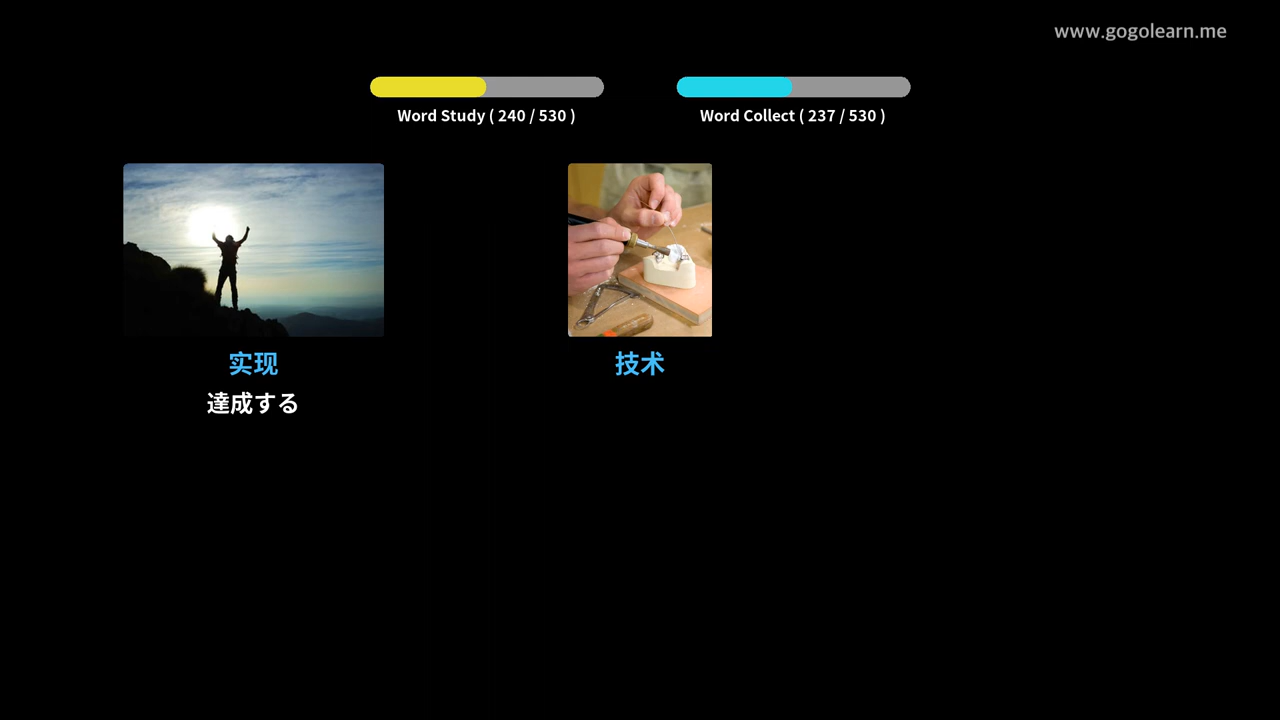 www.gogolearn.me
Word Study ( 240 / 530 )
Word Collect ( 237 / 530 )
实现
達成する
技术